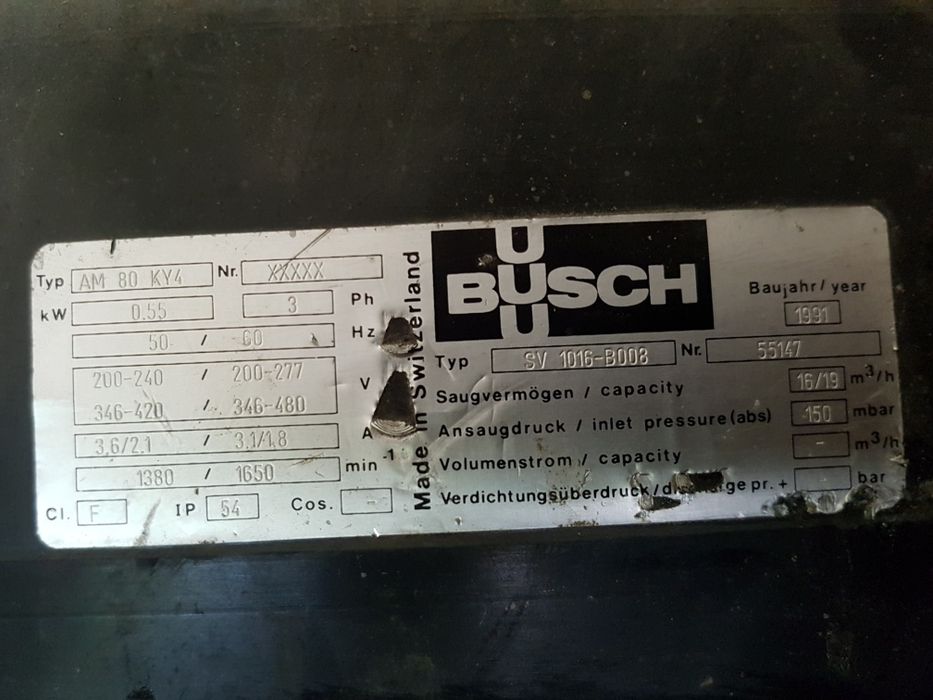 Typ AM 80 KY4 Nr. XXXXX
kW 0.55 3 Ph
50 / 60 Hz
200-240 / 200-277 V
346-420 / 346-480
3,6/2.1 / 3,1/1.8 A
1380 / 1650 min -1
Cl. F IP 54 Cos. -
Made in Switzerland
U
BUSCH
U
Baujahr / year
1991
Typ SV 1016-B008 Nr. 55147
Saugvermögen / capacity 16/19 m³/h
Ansaugdruck / inlet pressure (abs) 150 mbar
Volumenstrom / capacity - m³/h
Verdichtungsüberdruck / discharge pr. + bar